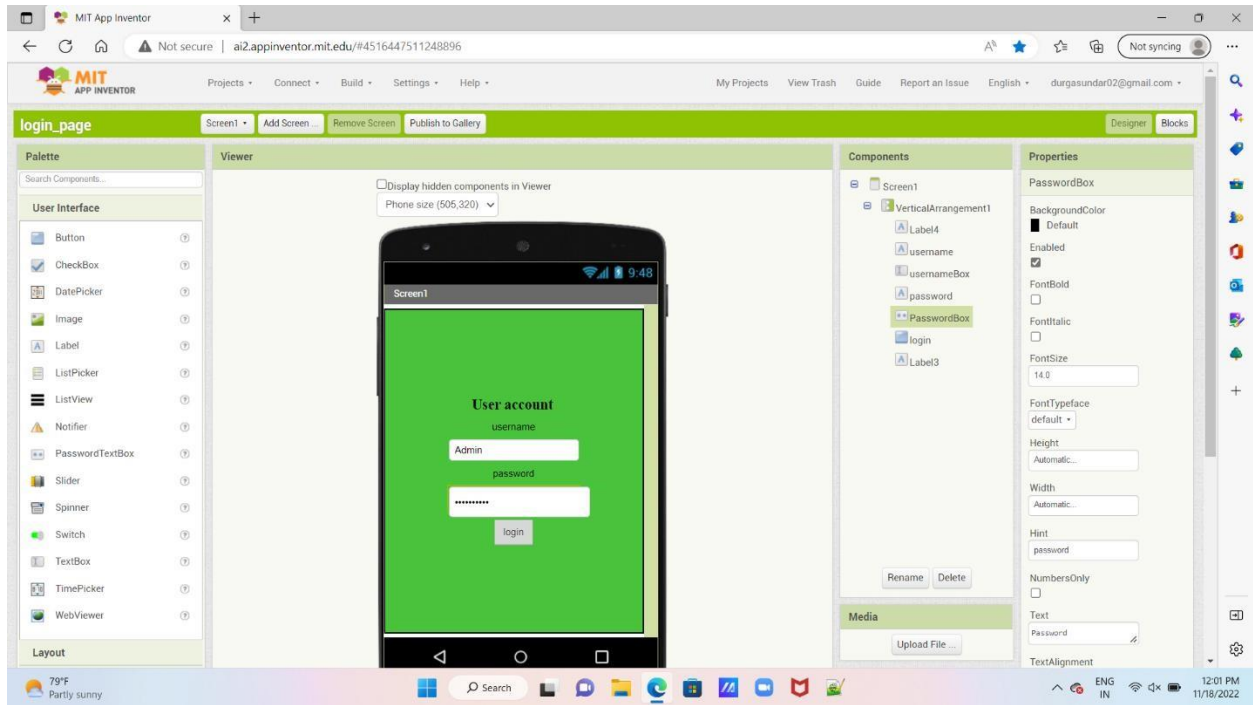 MIT App Inventor
Not secure | ai2.appinventor.mit.edu/#4516447511248896
Not syncing
MIT
APP INVENTOR
Projects Connect Build Settings Help My Projects View Trash Guide Report an Issue English durgasundar02@gmail.com
login_page Screen1 Add Screen ... Remove Screen Publish to Gallery Designer Blocks
Palette
Search Components...
User Interface
Button
CheckBox
DatePicker
Image
Label
ListPicker
ListView
Notifier
PasswordTextBox
Slider
Spinner
Switch
TextBox
TimePicker
WebViewer
Layout
Viewer
Display hidden components in Viewer
Phone size (505,320)
9:48
Screen1
User account
username
Admin
password
••••••••••
login
Components
Screen1
VerticalArrangement1
Label4
username
usernameBox
password
PasswordBox
login
Label3
Rename Delete
Media
Upload File ...
Properties
PasswordBox
BackgroundColor
Default
Enabled
FontBold
FontItalic
FontSize
14.0
FontTypeface
default
Height
Automatic...
Width
Automatic...
Hint
password
NumbersOnly
Text
Password
TextAlignment
79°F
Partly sunny
Search
ENG
IN
12:01 PM
11/18/2022